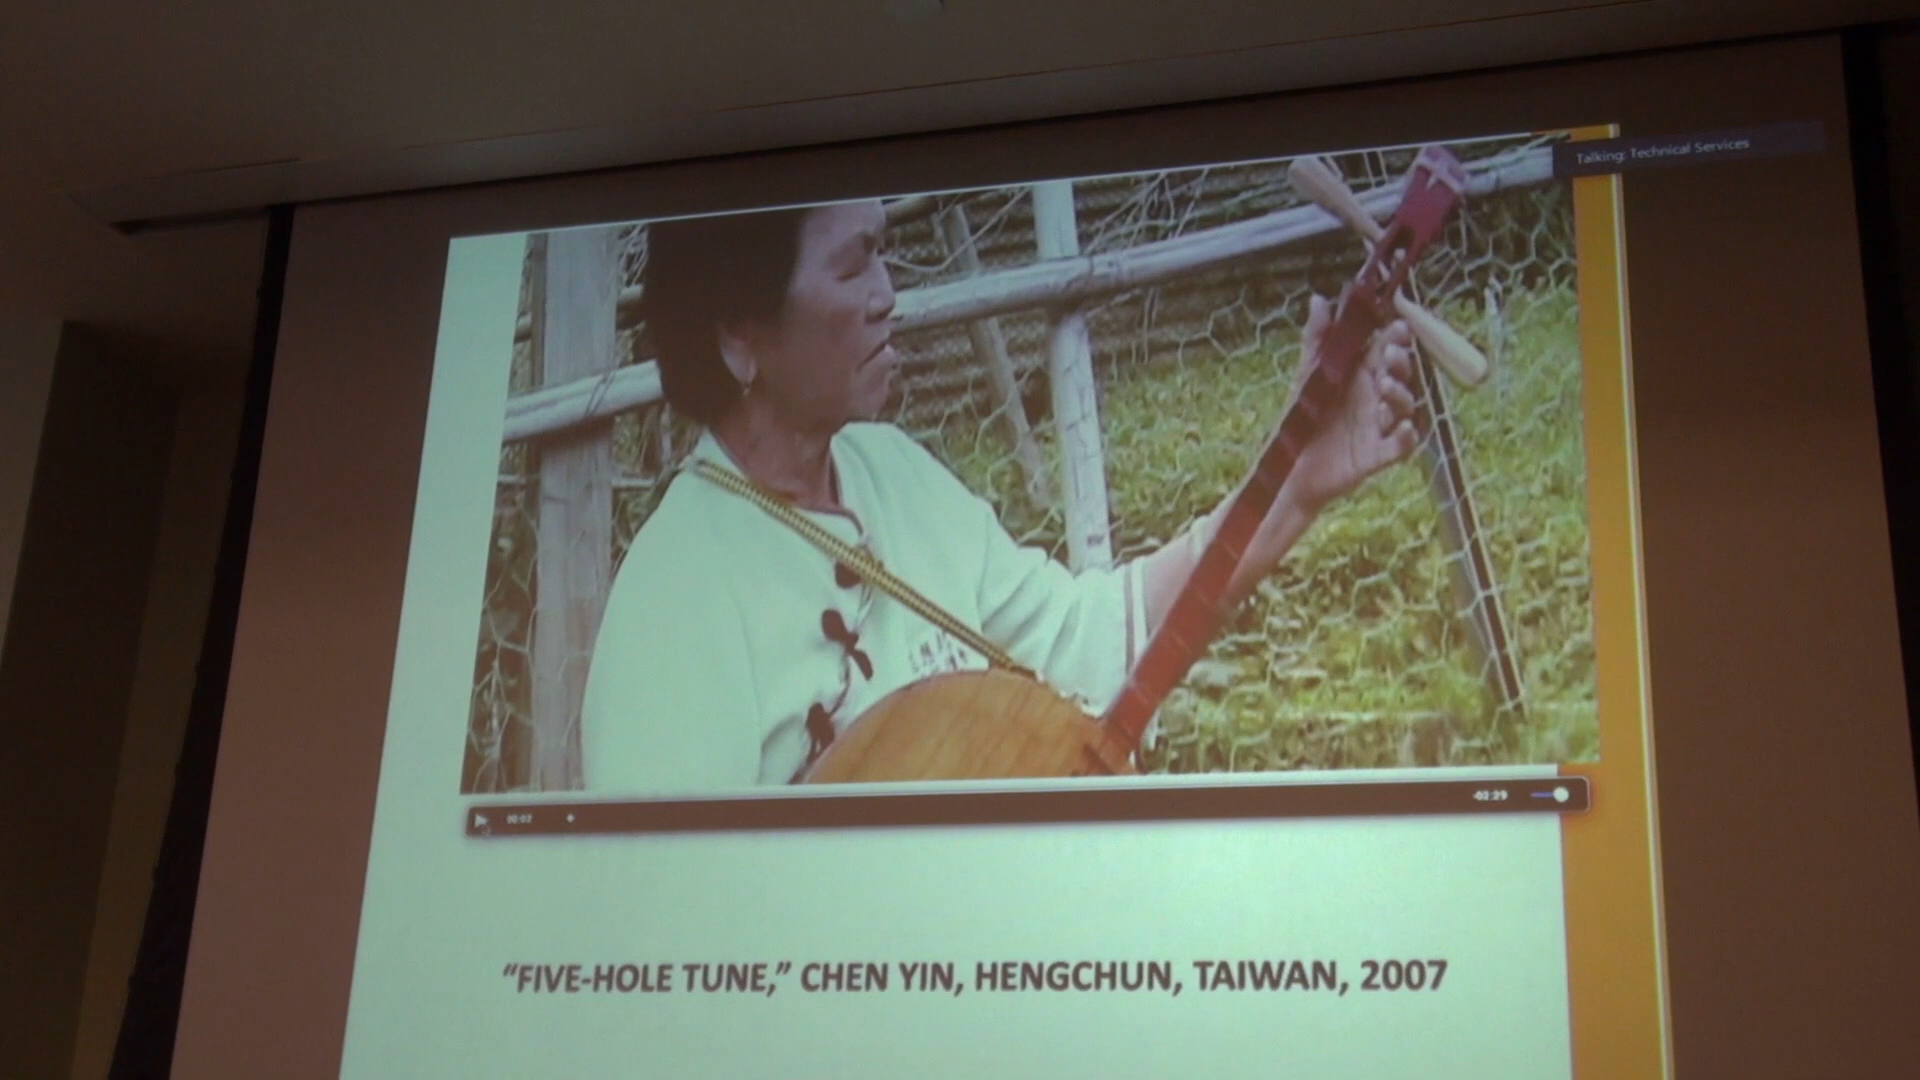 Talking: Technical Services
00:02
-02:29
“FIVE-HOLE TUNE,” CHEN YIN, HENGCHUN, TAIWAN, 2007